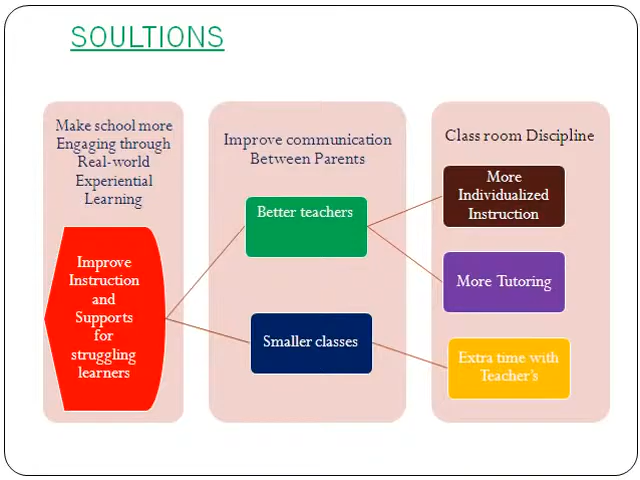 SOULTIONS
Make school more
Engaging through
Real-world
Experiential
Learning
Improve
Instruction
and
Supports
for
struggling
learners
Improve communication
Between Parents
Better teachers
Smaller classes
Class room Discipline
More
Individualized
Instruction
More Tutoring
Extra time with
Teacher's